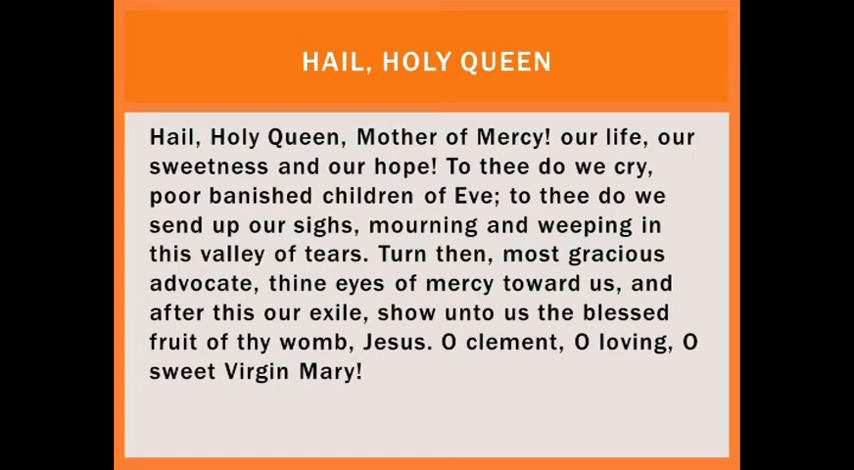 HAIL, HOLY QUEEN
Hail, Holy Queen, Mother of Mercy! our life, our
sweetness and our hope! To thee do we cry,
poor banished children of Eve; to thee do we
send up our sighs, mourning and weeping in
this valley of tears. Turn then, most gracious
advocate, thine eyes of mercy toward us, and
after this our exile, show unto us the blessed
fruit of thy womb, Jesus. O clement, O loving, O
sweet Virgin Mary!